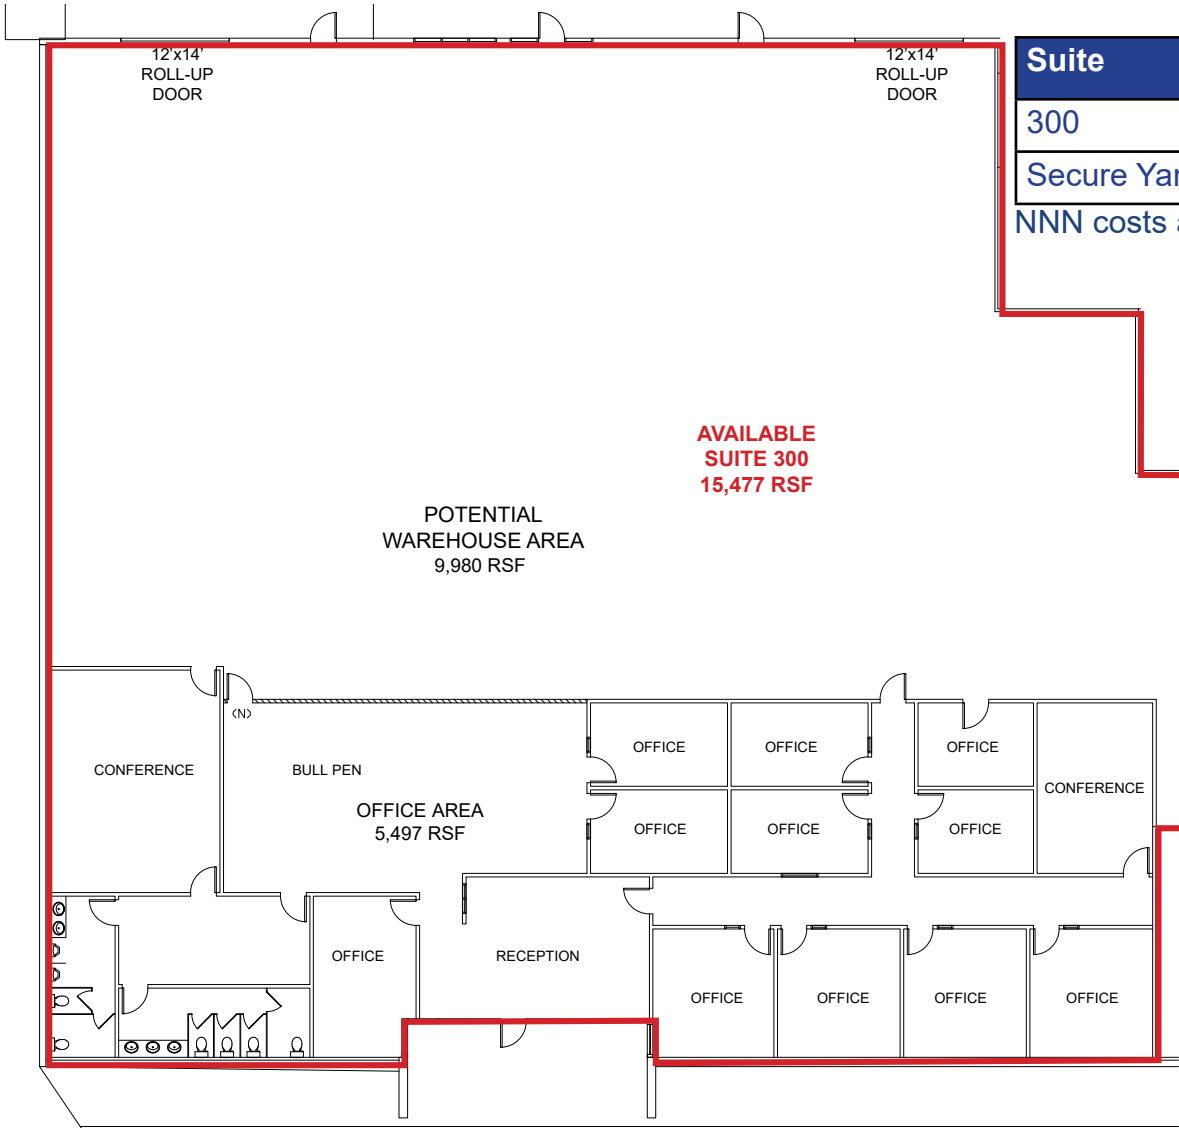 12'x14'
ROLL-UP
DOOR
12'x14'
ROLL-UP
DOOR
Suite
300
Secure Yar
NNN costs a
AVAILABLE
SUITE 300
15,477 RSF
POTENTIAL
WAREHOUSE AREA
9,980 RSF
(N)
CONFERENCE
BULL PEN
OFFICE AREA
5,497 RSF
OFFICE
OFFICE
OFFICE
CONFERENCE
OFFICE
OFFICE
OFFICE
OFFICE
RECEPTION
OFFICE
OFFICE
OFFICE
OFFICE